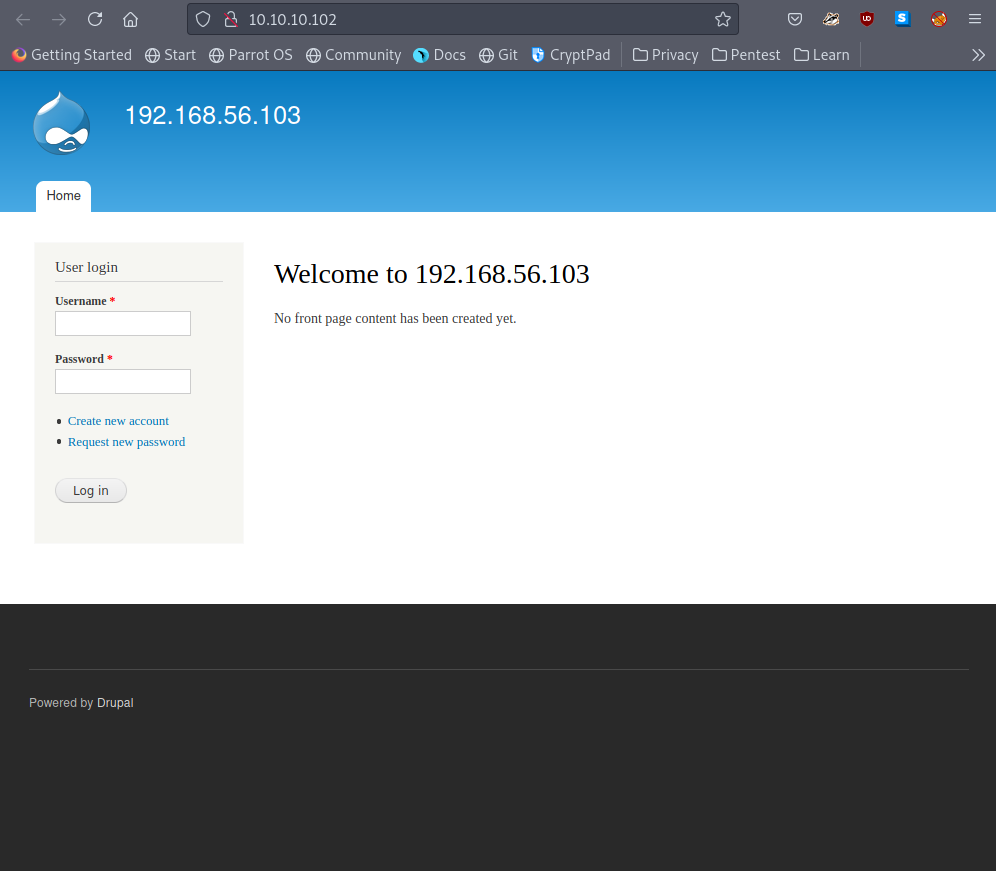 10.10.10.102
Getting Started Start Parrot OS Community Docs Git CryptPad Privacy Pentest Learn
192.168.56.103
Home
User login
Username *
Password *
Create new account
Request new password
Log in
Welcome to 192.168.56.103
No front page content has been created yet.
Powered by Drupal